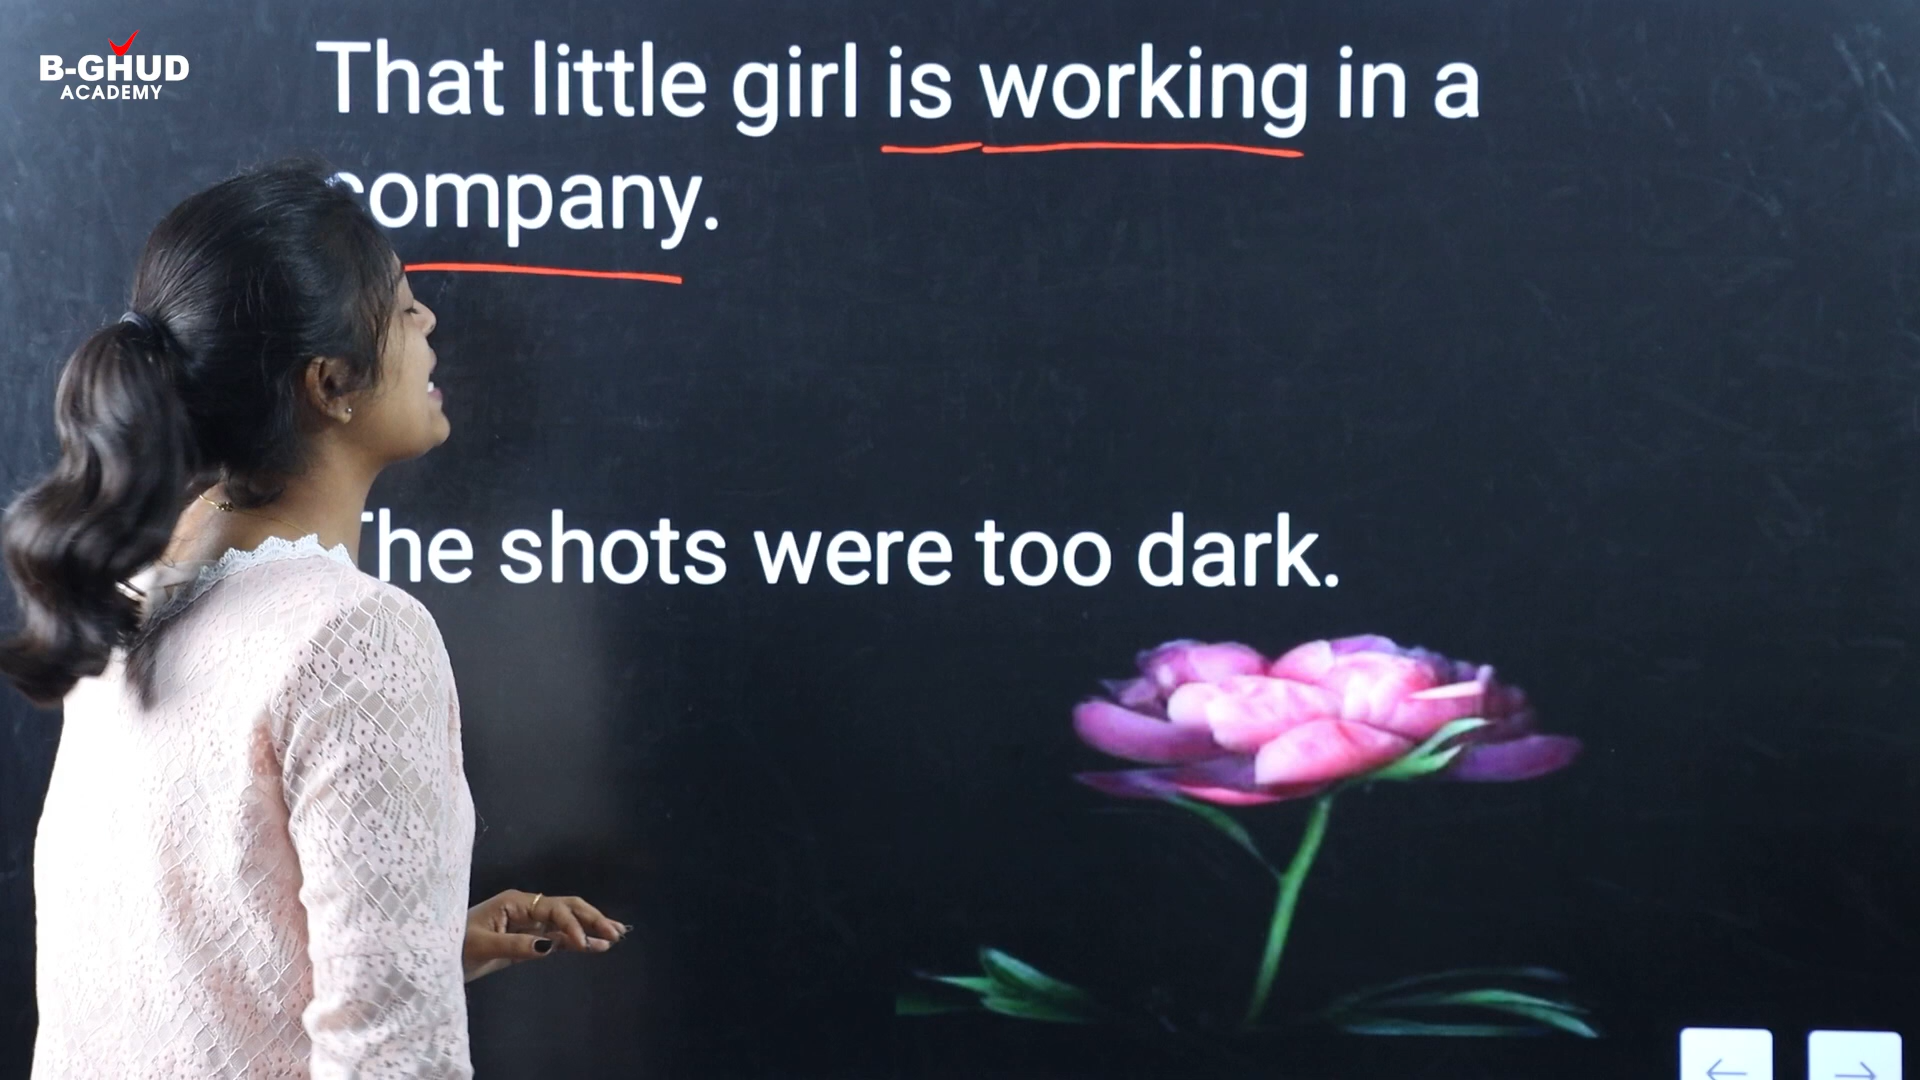 B-GHUD
ACADEMY
That little girl is working in a
company.
The shots were too dark.